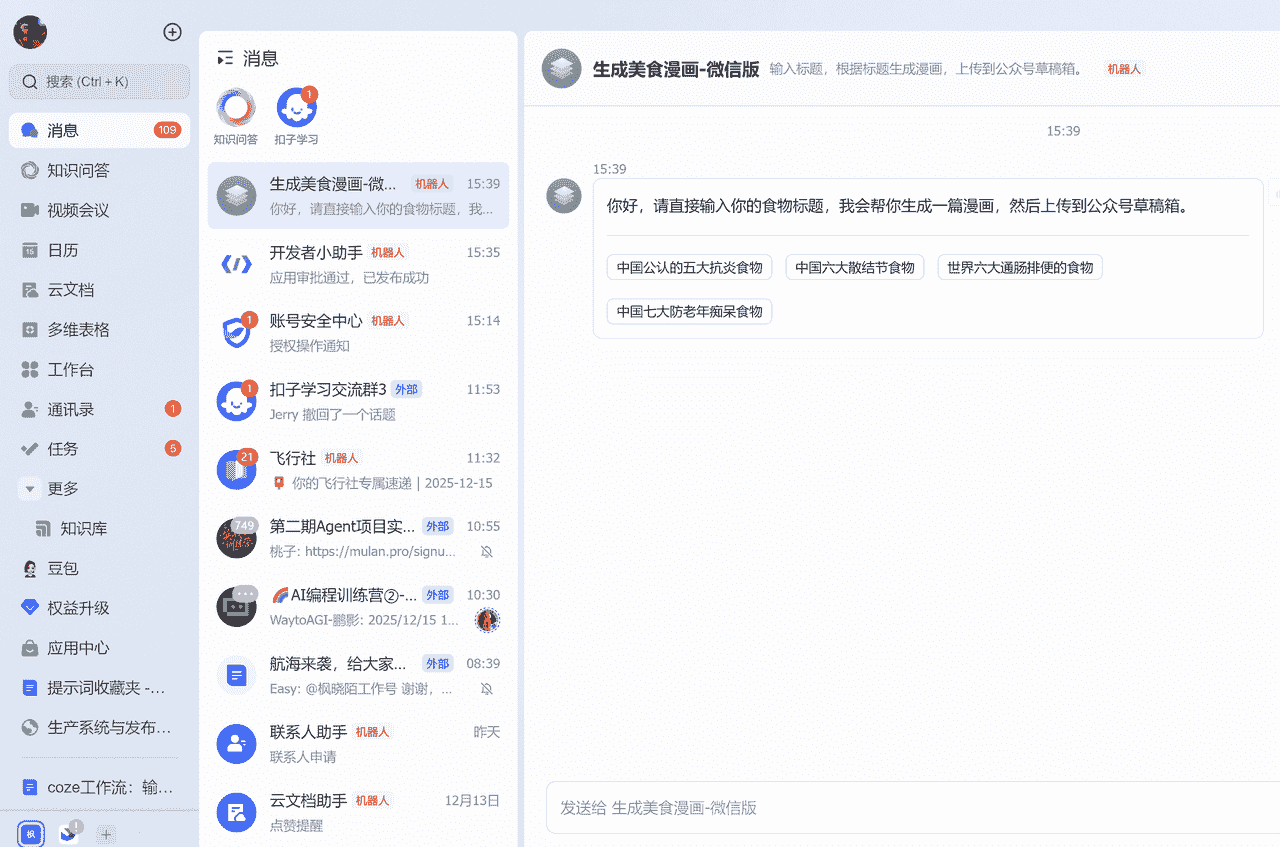 搜索 (Ctrl + K)
消息 109
知识问答
视频会议
日历
云文档
多维表格
工作台
通讯录 1
任务 5
更多
知识库
豆包
权益升级
应用中心
提示词收藏夹 -...
生产系统与发布...
coze工作流：输...
消息
知识问答
1
扣子学习
生成美食漫画-微... 机器人 15:39
你好，请直接输入你的食物标题，我...
开发者小助手 机器人 15:35
应用审批通过，已发布成功
1
账号安全中心 机器人 15:14
授权操作通知
1
扣子学习交流群3 外部 11:53
Jerry 撤回了一个话题
21
飞行社 机器人 11:32
你的飞行社专属速递 | 2025-12-15
749
第二期Agent项目实... 外部 10:55
桃子: https://mulan.pro/signu...
AI编程训练营②-... 外部 10:30
WaytoAGI-鹏影: 2025/12/15 1...
航海来袭，给大家... 外部 08:39
Easy: @枫晓陌工作号 谢谢，...
联系人助手 机器人 昨天
联系人申请
云文档助手 机器人 12月13日
点赞提醒
生成美食漫画-微信版 输入标题，根据标题生成漫画，上传到公众号草稿箱。 机器人
15:39
15:39
你好，请直接输入你的食物标题，我会帮你生成一篇漫画，然后上传到公众号草稿箱。
中国公认的五大抗炎食物 中国六大散结节食物 世界六大通肠排便的食物
中国七大防老年痴呆食物
发送给 生成美食漫画-微信版